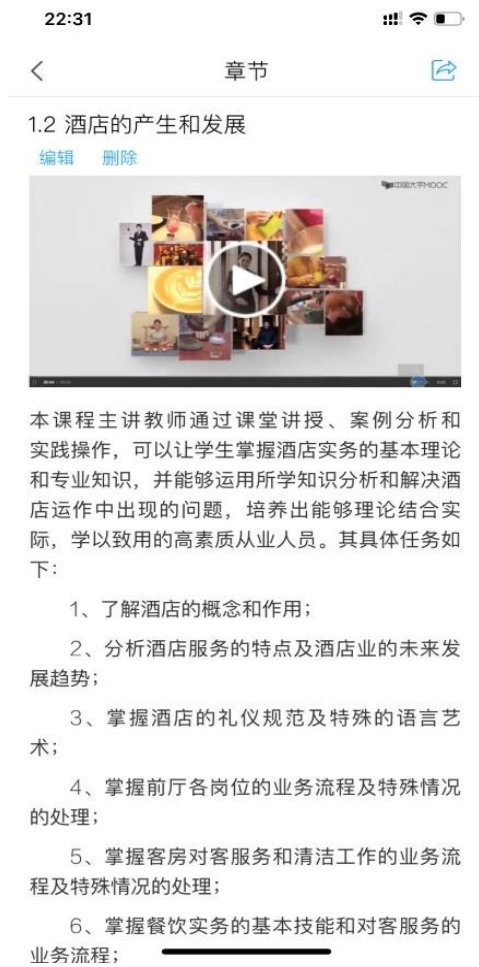 22:31
章节
1.2 酒店的产生和发展
编辑 删除
中国大学MOOC
本课程主讲教师通过课堂讲授、案例分析和
实践操作，可以让学生掌握酒店实务的基本理论
和专业知识，并能够运用所学知识分析和解决酒
店运作中出现的问题，培养出能够理论结合实
际，学以致用的高素质从业人员。其具体任务如
下：
1、了解酒店的概念和作用；
2、分析酒店服务的特点及酒店业的未来发
展趋势；
3、掌握酒店的礼仪规范及特殊的语言艺
术；
4、掌握前厅各岗位的业务流程及特殊情况
的处理；
5、掌握客房对客服务和清洁工作的业务流
程及特殊情况的处理；
6、掌握餐饮实务的基本技能和对客服务的
业务流程；